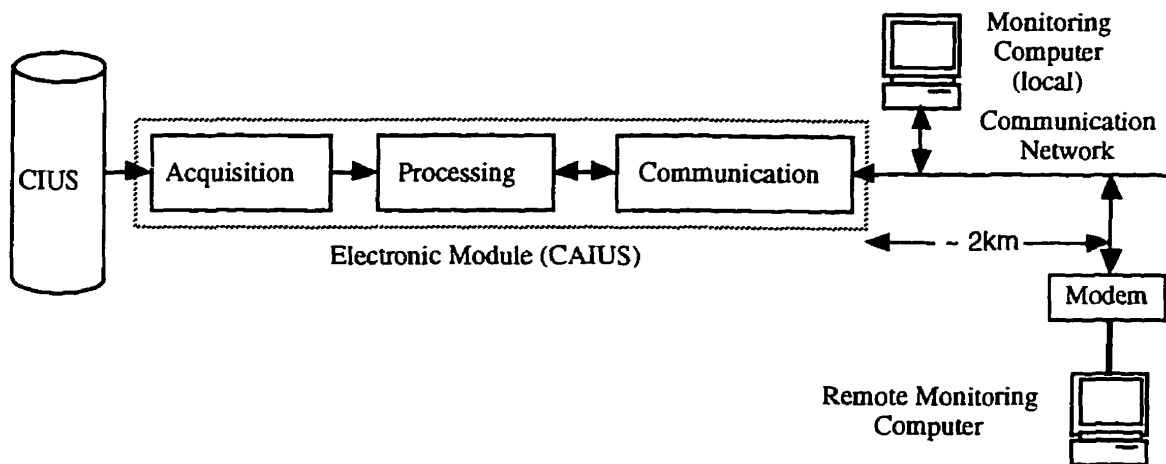 Monitoring
Computer
(local)
Communication
Network
CIUS
Acquisition
Processing
Communication
Electronic Module (CAIUS)
~ 2km
Modem
Remote Monitoring
Computer